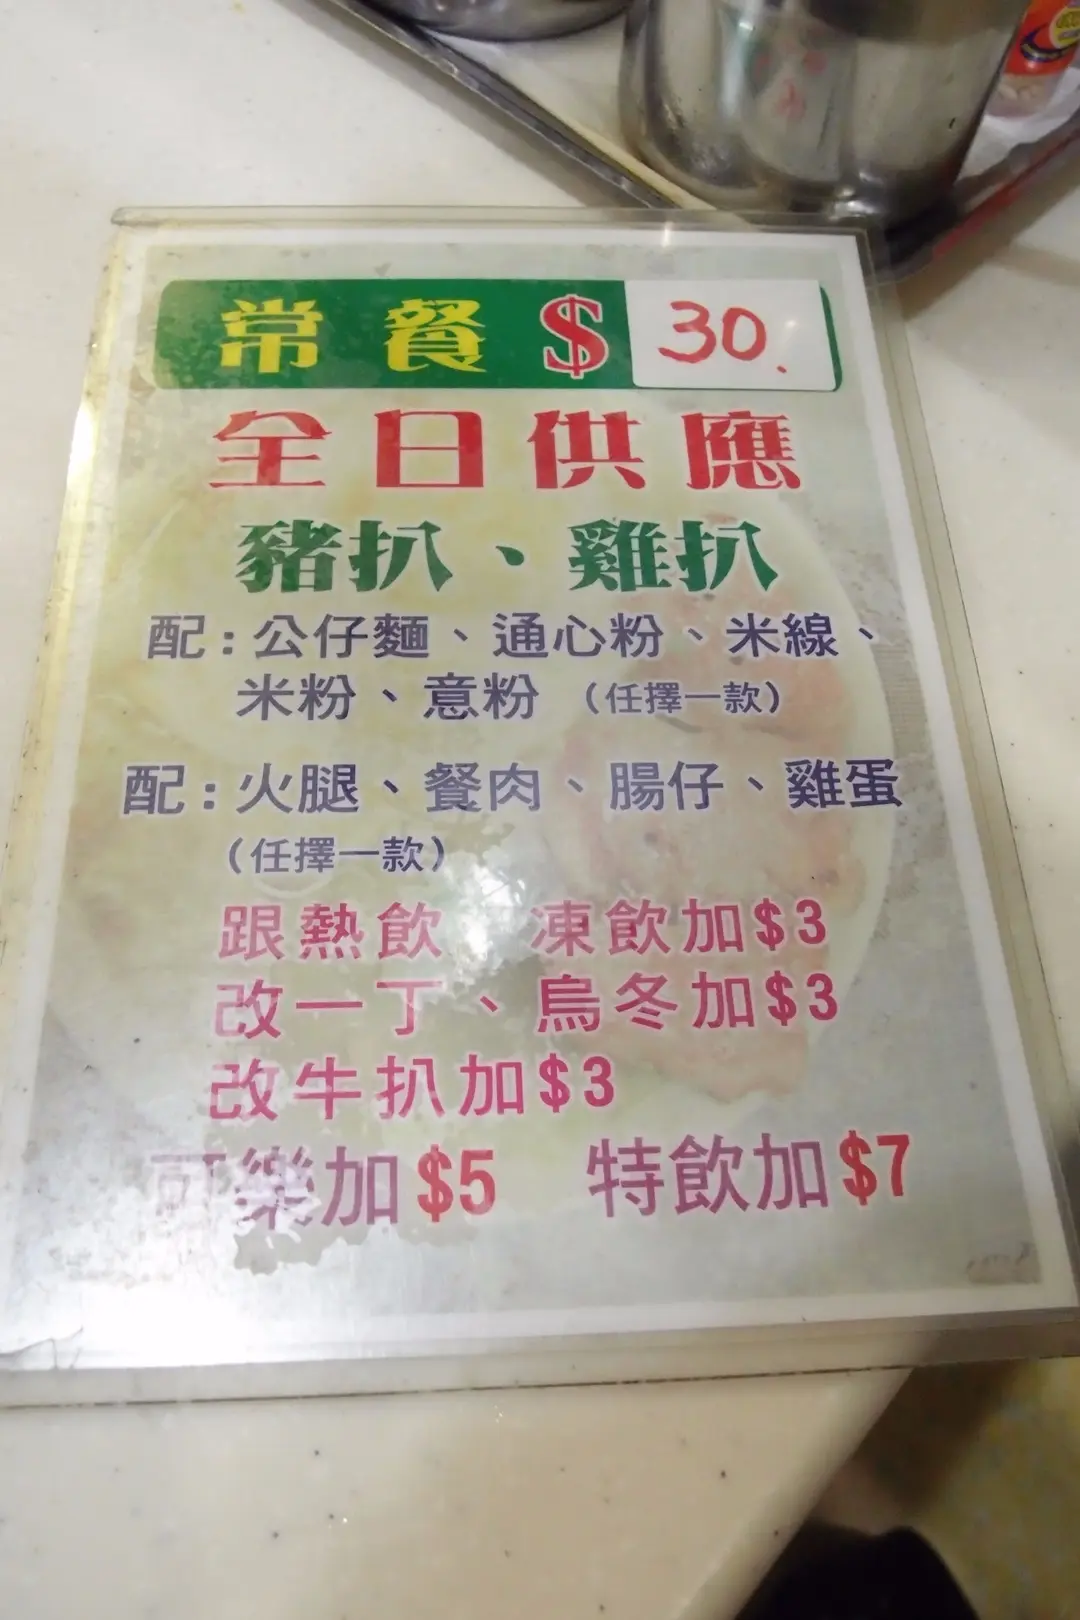 常餐$ 30.
全日供應
豬扒、雞扒
配:公仔麵、通心粉、米線、
米粉、意粉 (任擇一款)
配:火腿、餐肉、腸仔、雞蛋
(任擇一款)
跟熱飲 凍飲加$3
改一丁、烏冬加$3
改牛扒加$3
可樂加$5 特飲加$7